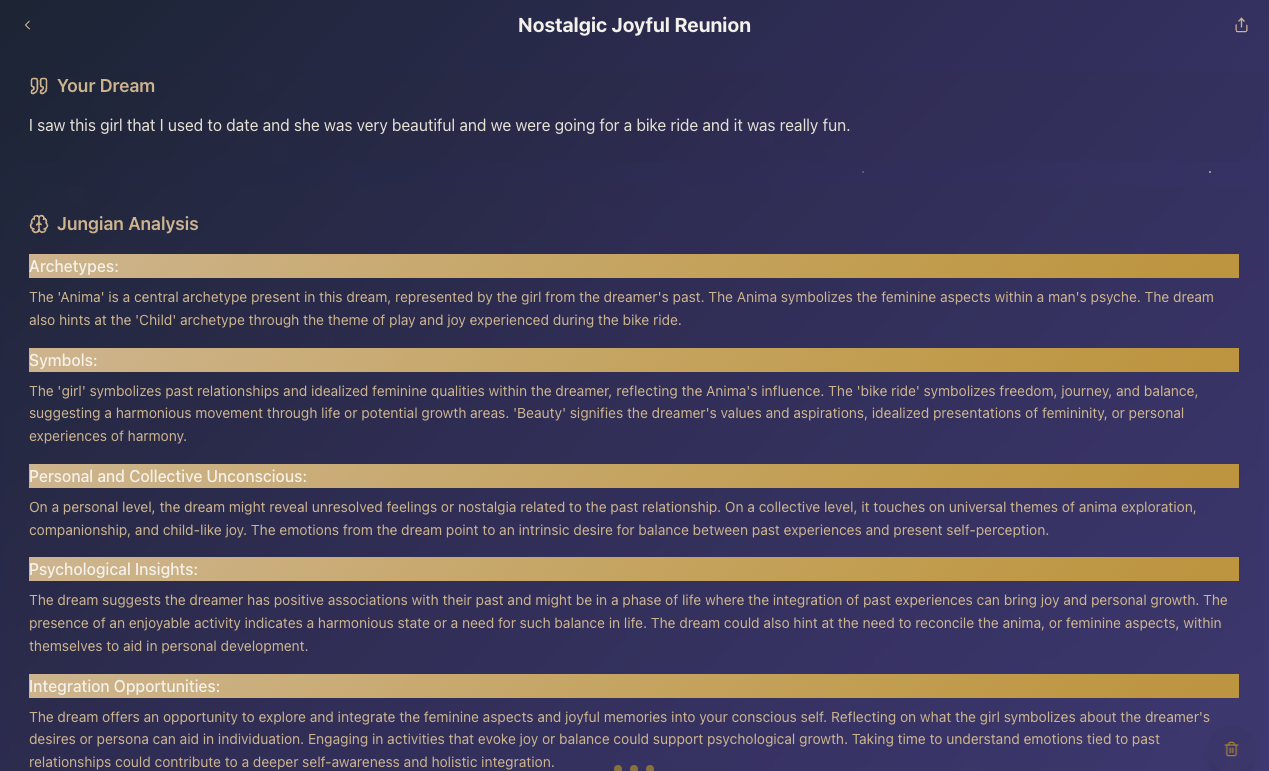 Nostalgic Joyful Reunion
Your Dream
I saw this girl that I used to date and she was very beautiful and we were going for a bike ride and it was really fun.
Jungian Analysis
Archetypes:
The 'Anima' is a central archetype present in this dream, represented by the girl from the dreamer's past. The Anima symbolizes the feminine aspects within a man's psyche. The dream
also hints at the 'Child' archetype through the theme of play and joy experienced during the bike ride.
Symbols:
The 'girl' symbolizes past relationships and idealized feminine qualities within the dreamer, reflecting the Anima's influence. The 'bike ride' symbolizes freedom, journey, and balance,
suggesting a harmonious movement through life or potential growth areas. 'Beauty' signifies the dreamer's values and aspirations, idealized presentations of femininity, or personal
experiences of harmony.
Personal and Collective Unconscious:
On a personal level, the dream might reveal unresolved feelings or nostalgia related to the past relationship. On a collective level, it touches on universal themes of anima exploration,
companionship, and child-like joy. The emotions from the dream point to an intrinsic desire for balance between past experiences and present self-perception.
Psychological Insights:
The dream suggests the dreamer has positive associations with their past and might be in a phase of life where the integration of past experiences can bring joy and personal growth. The
presence of an enjoyable activity indicates a harmonious state or a need for such balance in life. The dream could also hint at the need to reconcile the anima, or feminine aspects, within
themselves to aid in personal development.
Integration Opportunities:
The dream offers an opportunity to explore and integrate the feminine aspects and joyful memories into your conscious self. Reflecting on what the girl symbolizes about the dreamer's
desires or persona can aid in individuation. Engaging in activities that evoke joy or balance could support psychological growth. Taking time to understand emotions tied to past
relationships could contribute to a deeper self-awareness and holistic integration.